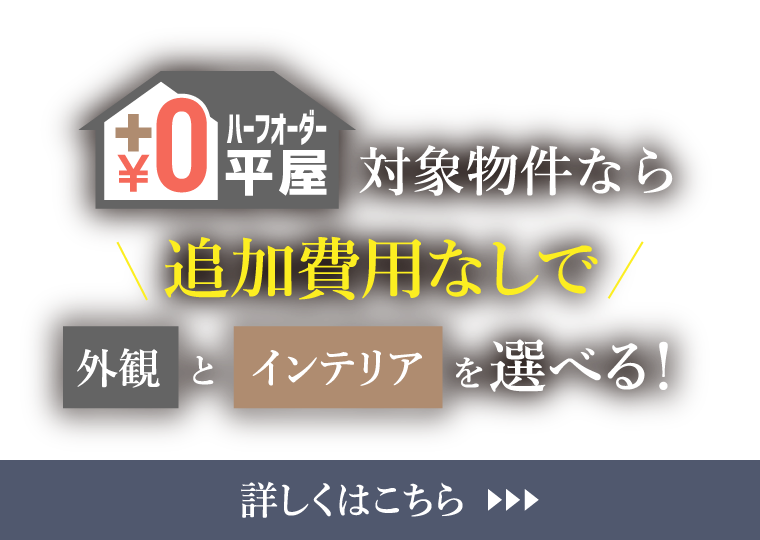 +¥0 ハーフオーダー
平屋 対象物件なら
\ 追加費用なしで /
外観 と インテリア を選べる!
詳しくはこちら ▶▶▶